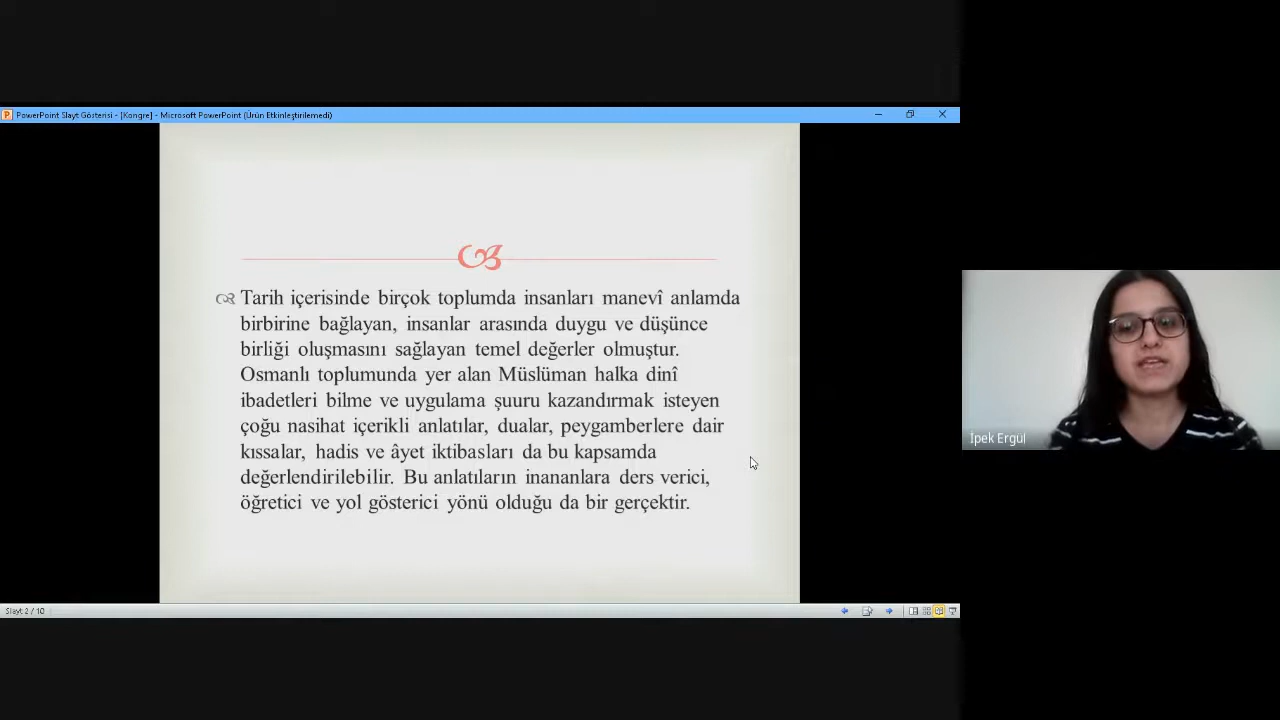 PowerPoint Slayt Gösterisi - [Kongre] - Microsoft PowerPoint (Ürün Etkinleştirilemedi)
Tarih içerisinde birçok toplumda insanları manevî anlamda
birbirine bağlayan, insanlar arasında duygu ve düşünce
birliği oluşmasını sağlayan temel değerler olmuştur.
Osmanlı toplumunda yer alan Müslüman halka dinî
ibadetleri bilme ve uygulama şuuru kazandırmak isteyen
çoğu nasihat içerikli anlatılar, dualar, peygamberlere dair
kıssalar, hadis ve âyet iktibasları da bu kapsamda
değerlendirilebilir. Bu anlatıların inananlara ders verici,
öğretici ve yol gösterici yönü olduğu da bir gerçektir.
İpek Ergül
Slayt 2 / 10